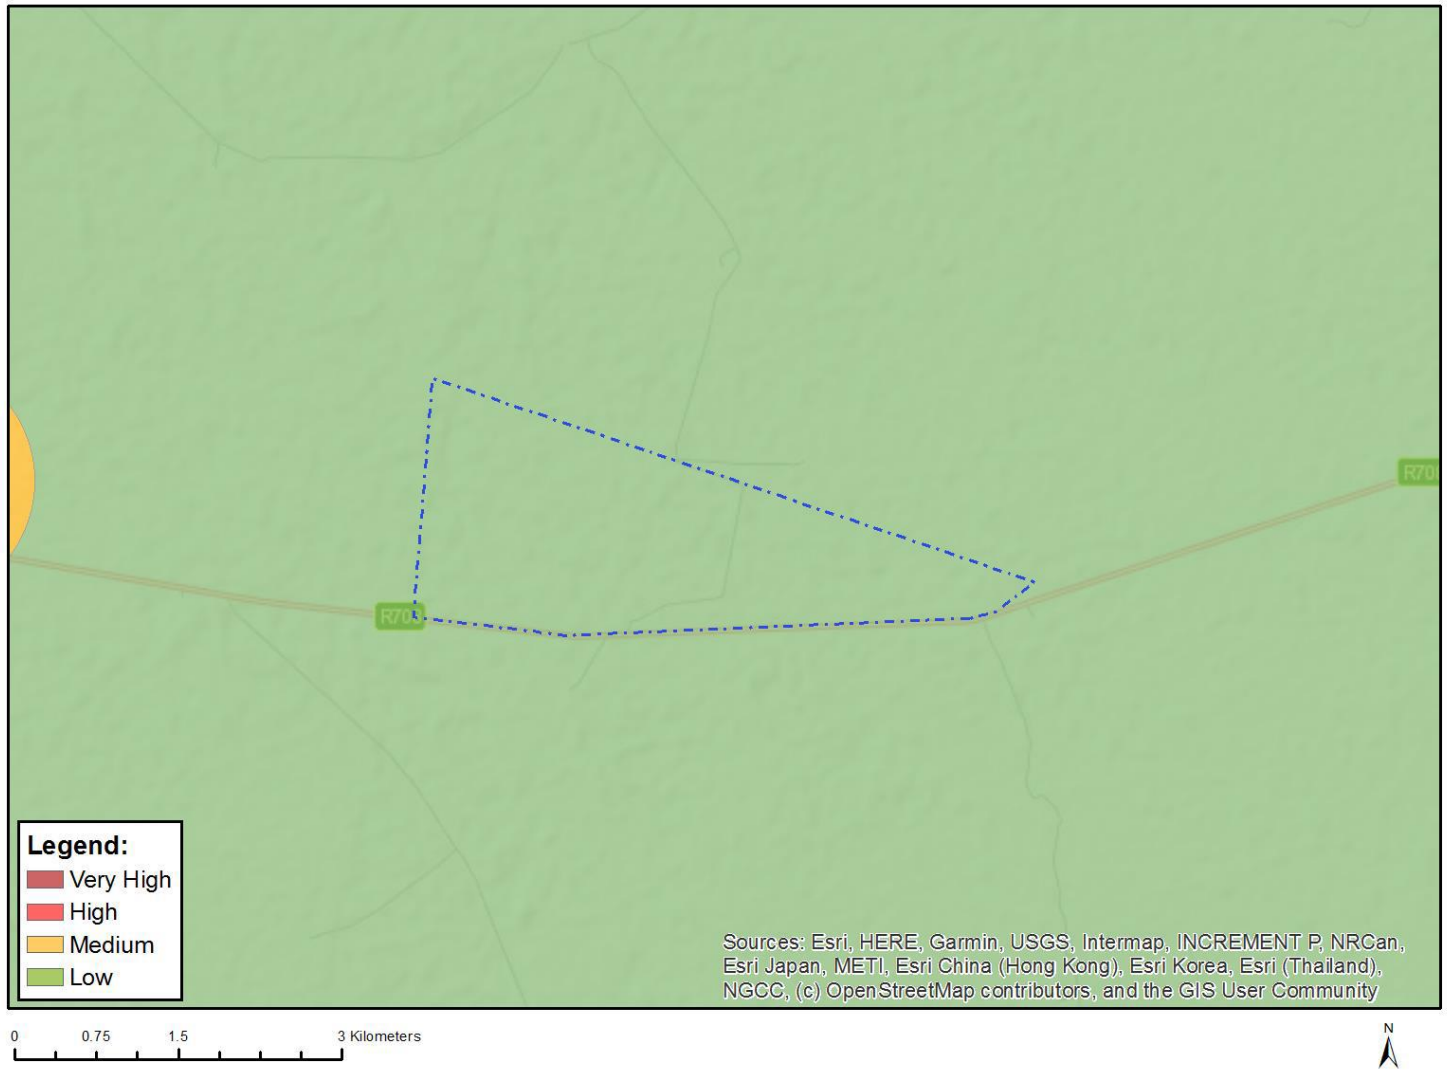 R70
R70
Legend:
Very High
High
Medium
Low
Sources: Esri, HERE, Garmin, USGS, Intermap, INCREMENT P, NRCan,
Esri Japan, METI, Esri China (Hong Kong), Esri Korea, Esri (Thailand),
NGCC, (c) OpenStreetMap contributors, and the GIS User Community
0 0.75 1.5 3 Kilometers
N